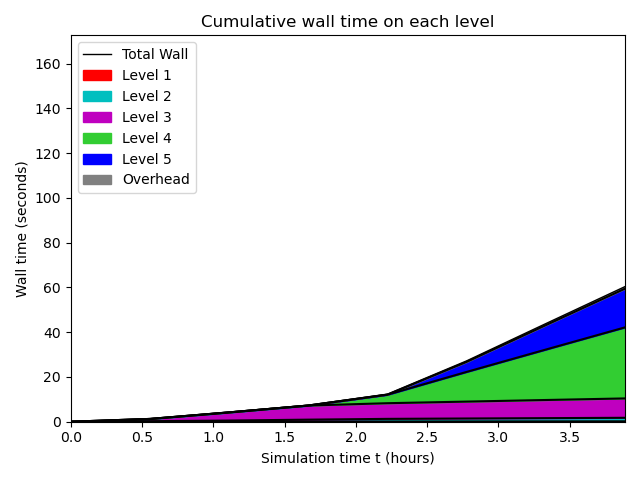 Cumulative wall time on each level
Total Wall
Level 1
Level 2
Level 3
Level 4
Level 5
Overhead
Wall time (seconds)
160
140
120
100
80
60
40
20
0
0.0 0.5 1.0 1.5 2.0 2.5 3.0 3.5
Simulation time t (hours)